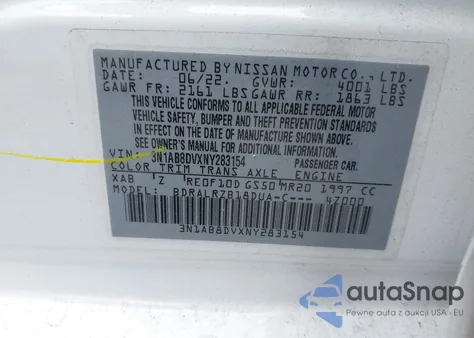 MANUFACTURED BY NISSAN MOTOR CO., LTD.
DATE: 06/22. GVWR: 4001 LBS
GAWR FR: 2161 LBS GAWR RR: 1863 LBS
THIS VEHICLE CONFORMS TO ALL APPLICABLE FEDERAL MOTOR
VEHICLE SAFETY, BUMPER AND THEFT PREVENTION STANDARDS
IN EFFECT ON THE DATE OF MANUFACTURE SHOWN ABOVE.
SEE OWNER'S MANUAL FOR ADDITIONAL INFORMATION.
VIN: 3N1AB8DVXNY283154 PASSENGER CAR.
COLOR TRIM TRANS AXLE ENGINE
XAB Z RE0F10D GS50 MR20 1997 CC
MODEL: BDRALRZB18DUA-C--- 47000
3N1AB8DVXNY283154
autoSnap
Pewne auta z aukcji USA - EU